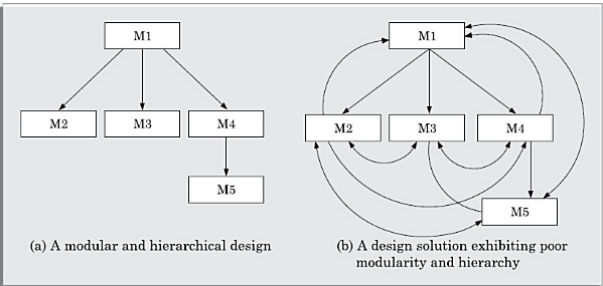 M1
M2 M3 M4
M5
(a) A modular and hierarchical design
M1
M2 M3 M4
M5
(b) A design solution exhibiting poor
modularity and hierarchy